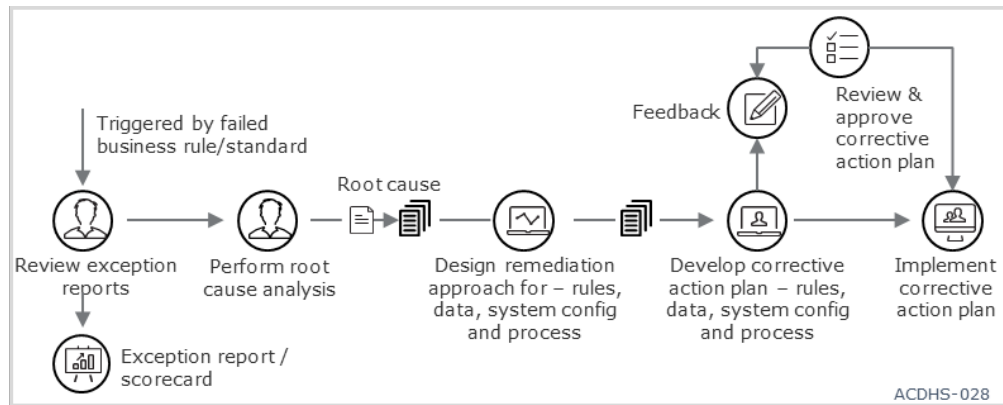 Triggered by failed
business rule/standard
Feedback
Review &
approve
corrective
action plan
Root cause
Review exception
reports
Perform root
cause analysis
Design remediation
approach for – rules,
data, system config
and process
Develop corrective
action plan – rules,
data, system config
and process
Implement
corrective
action plan
Exception report /
scorecard
ACDHS-028